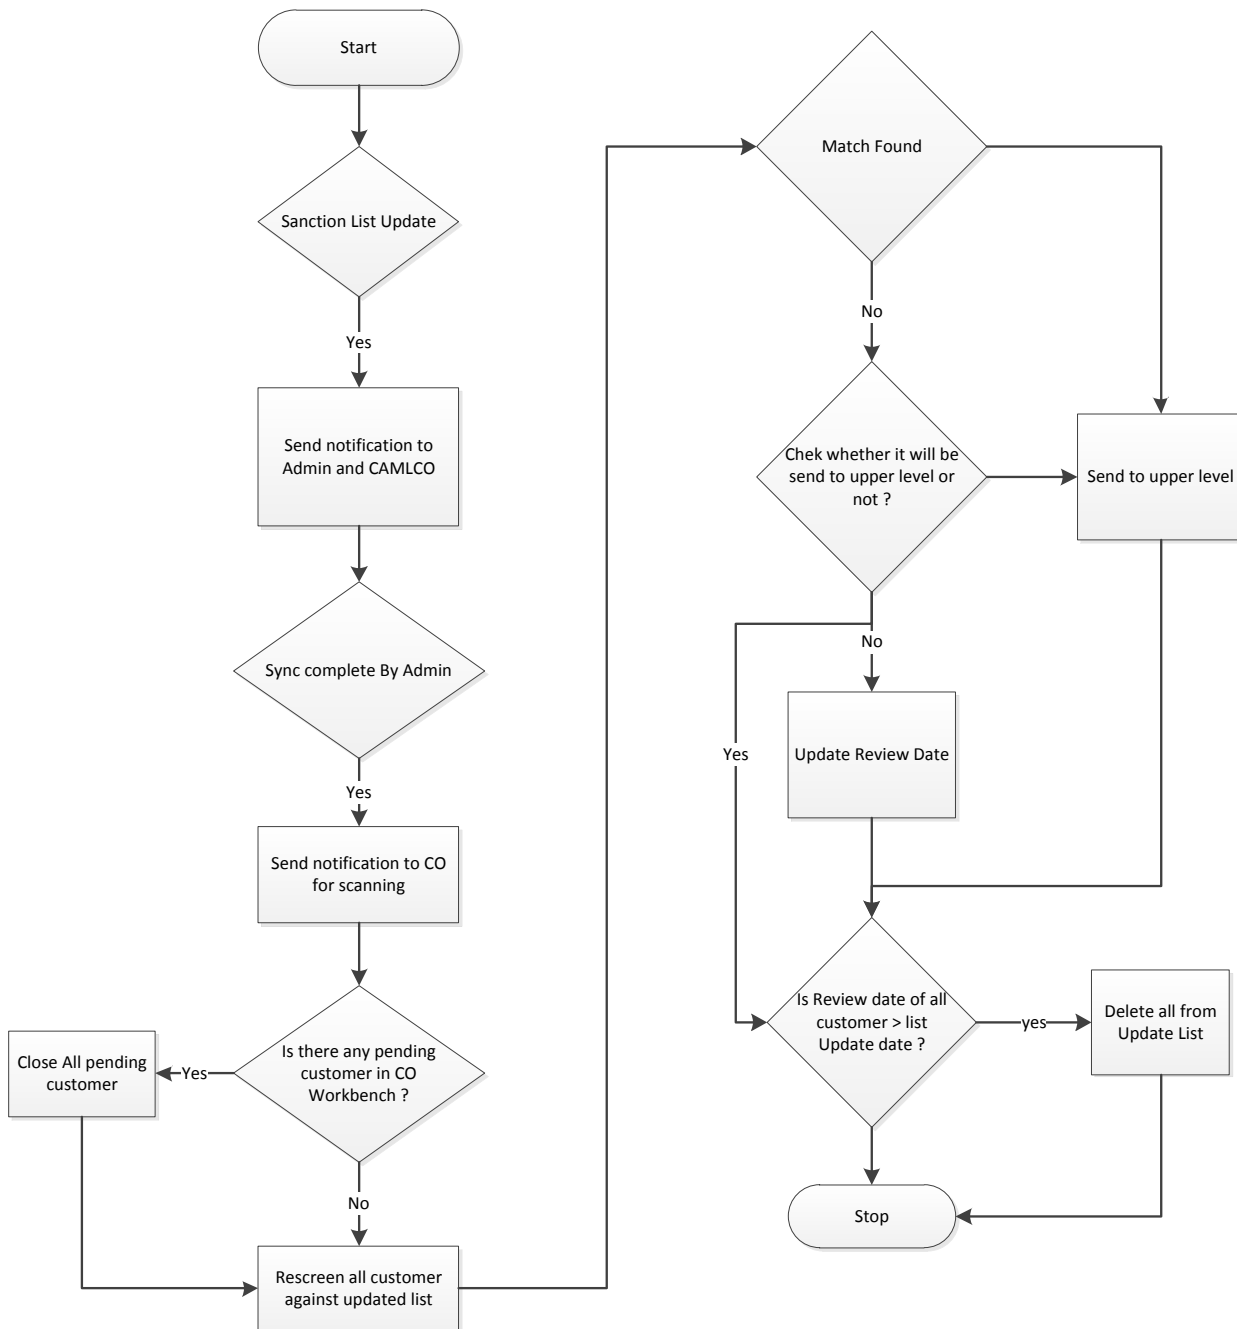 Start
Sanction List Update
Yes
Send notification to
Admin and CAMLCO
Sync complete By Admin
Yes
Send notification to CO
for scanning
Is there any pending
customer in CO
Workbench ?
Yes
Close All pending
customer
No
Rescreen all customer
against updated list
Match Found
No
Chek whether it will be
send to upper level or
not ?
Send to upper level
No
Yes
Update Review Date
Is Review date of all
customer > list
Update date ?
yes
Delete all from
Update List
Stop